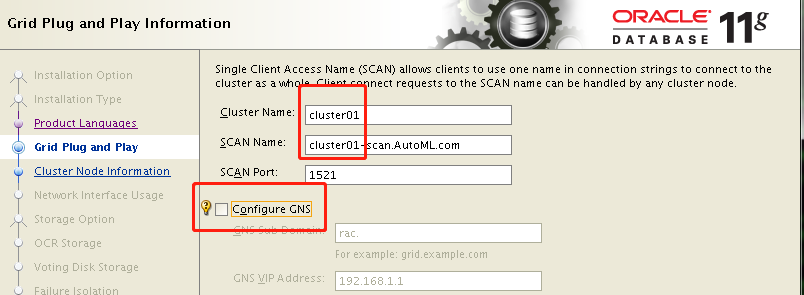 Grid Plug and Play Information
ORACLE
DATABASE 11g
Installation Option
Installation Type
Product Languages
Grid Plug and Play
Cluster Node Information
Network Interface Usage
Storage Option
OCR Storage
Voting Disk Storage
Failure Isolation
Single Client Access Name (SCAN) allows clients to use one name in connection strings to connect to the
cluster as a whole. Client connect requests to the SCAN name can be handled by any cluster node.
Cluster Name: cluster01
SCAN Name: cluster01-scan.AutoML.com
SCAN Port: 1521
Configure GNS
GNS Sub Domain: rac.
For example: grid.example.com
GNS VIP Address: 192.168.1.1